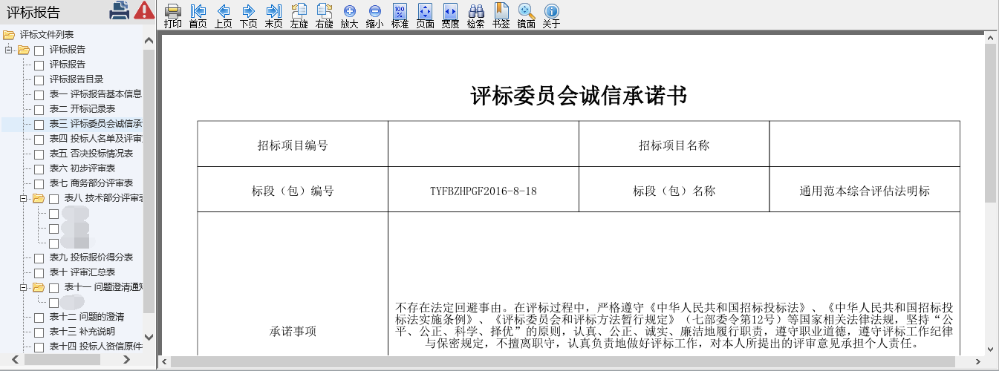 评标报告
打印 首页 上页 下页 末页 左旋 右旋 放大 缩小 标准 页面 宽度 检索 书签 镜面 关于
评标文件列表
评标报告
评标报告
评标报告目录
表一 评标报告基本信息
表二 开标记录表
表三 评标委员会诚信承
表四 投标人名单及评审
表五 否决投标情况表
表六 初步评审表
表七 商务部分评审表
表八 技术部分评审表
表九 投标报价得分表
表十 评审汇总表
表十一 问题澄清通知
表十二 问题的澄清
表十三 补充说明
表十四 投标人资信原件
评标委员会诚信承诺书
招标项目编号 招标项目名称
标段（包）编号 TYFBZHPGF2016-8-18 标段（包）名称 通用范本综合评估法明标
承诺事项
不存在法定回避事由。在评标过程中，严格遵守《中华人民共和国招标投标法》、《中华人民共和国招标投
标法实施条例》、《评标委员会和评标方法暂行规定》（七部委令第12号）等国家相关法律法规，坚持“公
平、公正、科学、择优”的原则，认真、公正、诚实、廉洁地履行职责，遵守职业道德，遵守评标工作纪律
与保密规定，不擅离职守，认真负责地做好评标工作，对本人所提出的评审意见承担个人责任。